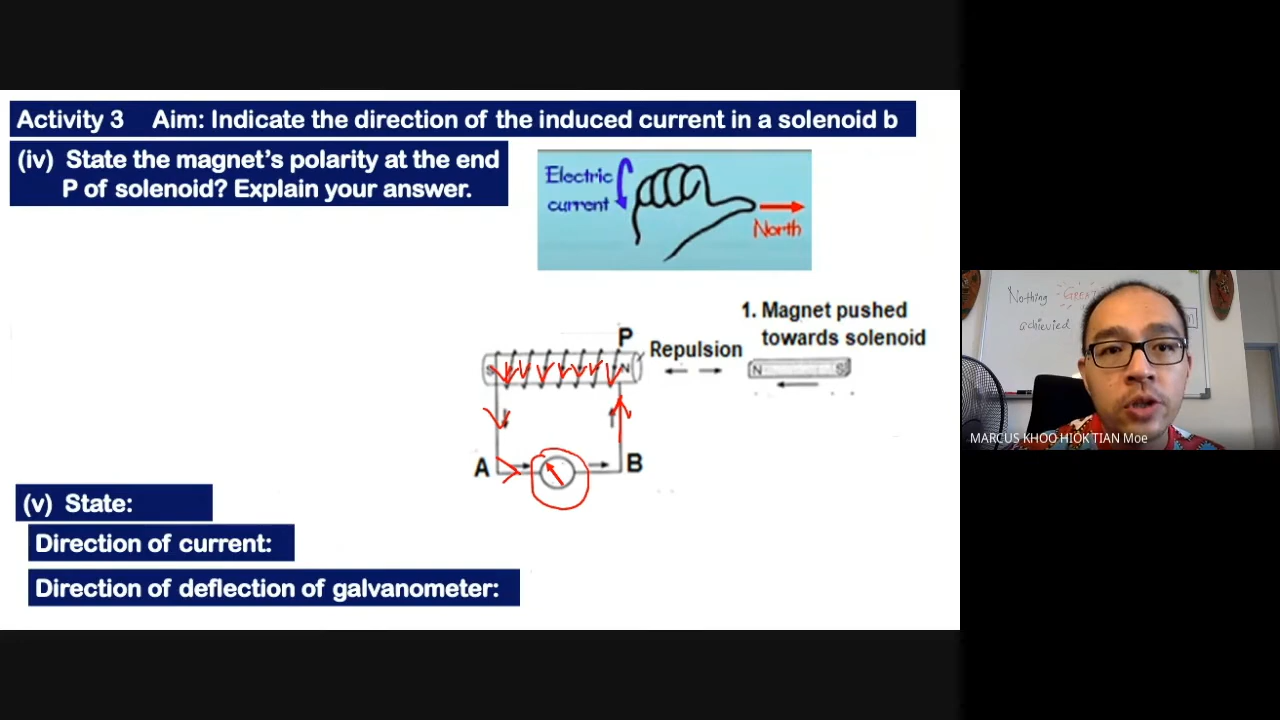 Activity 3 Aim: Indicate the direction of the induced current in a solenoid b
(iv) State the magnet's polarity at the end
P of solenoid? Explain your answer.
Electric
current
North
1. Magnet pushed
towards solenoid
P
Repulsion
S
N
N
S
A
B
(v) State:
Direction of current:
Direction of deflection of galvanometer:
Nothing GREAT
achieved
MARCUS KHOO HIOK TIAN Moe